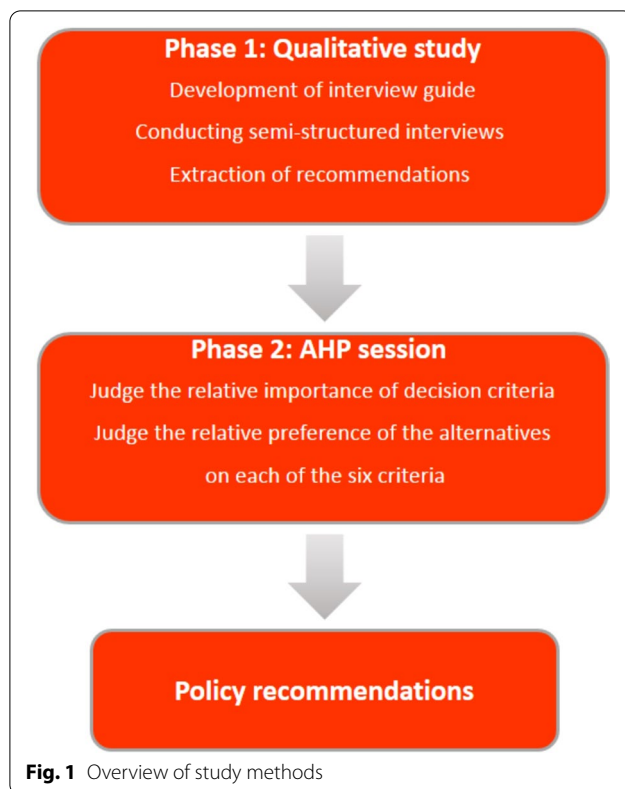 Phase 1: Qualitative study
Development of interview guide
Conducting semi-structured interviews
Extraction of recommendations
Phase 2: AHP session
Judge the relative importance of decision criteria
Judge the relative preference of the alternatives
on each of the six criteria
Policy recommendations
Fig. 1 Overview of study methods